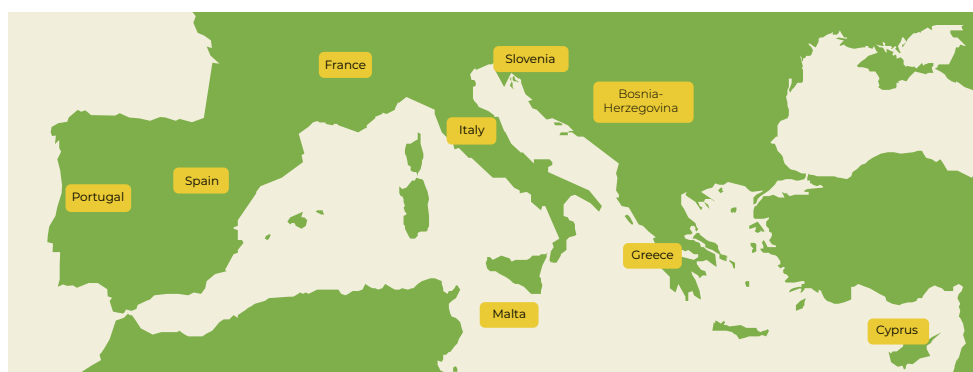 Slovenia
France
Bosnia-
Herzegovina
Italy
Spain
Portugal
Greece
Malta
Cyprus